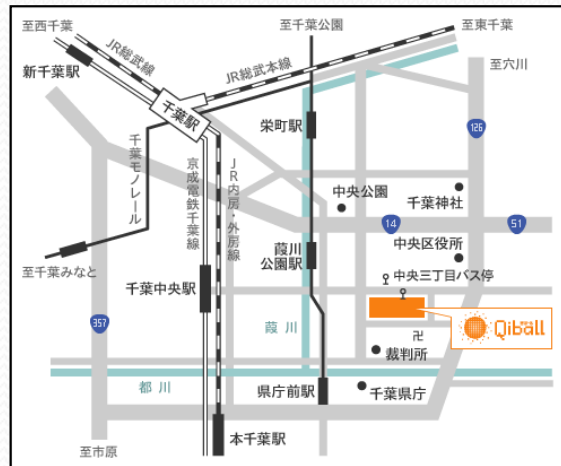 至西千葉
JR総武線
至千葉公園
至東千葉
新千葉駅
JR総武本線
至穴川
千葉駅
栄町駅
126
千葉モノレール
京成電鉄千葉線
JR内房・外房線
中央公園
千葉神社
14
51
葭川
公園駅
中央区役所
至千葉みなと
千葉中央駅
中央三丁目バス停
357
葭川
Qiball
卍
裁判所
都川
県庁前駅
千葉県庁
本千葉駅
至市原